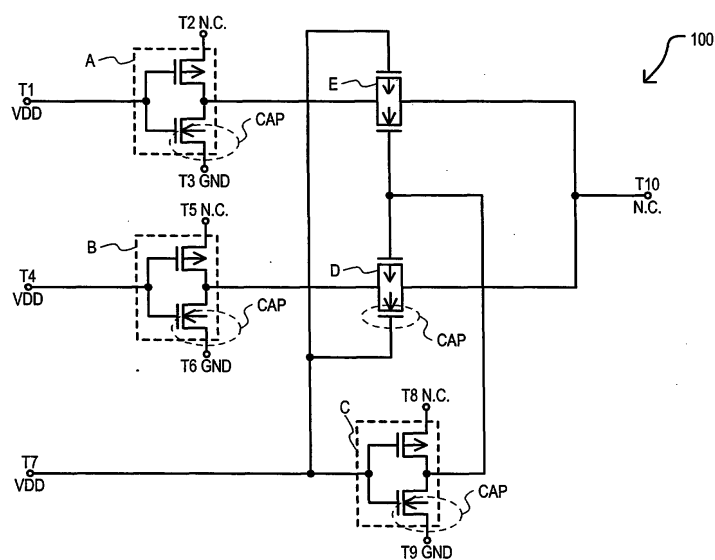 T2 N.C.
100
A
E
T1
VDD
CAP
T3 GND
T10
N.C.
T5 N.C.
B
D
T4
VDD
CAP
CAP
T6 GND
T8 N.C.
C
T7
VDD
CAP
T9 GND